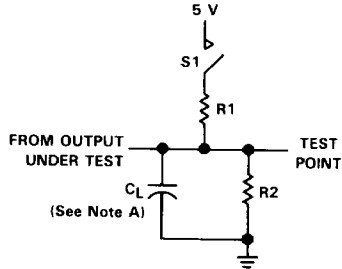 5 V
S1
R1
FROM OUTPUT
UNDER TEST
TEST
POINT
CL
(See Note A)
R2